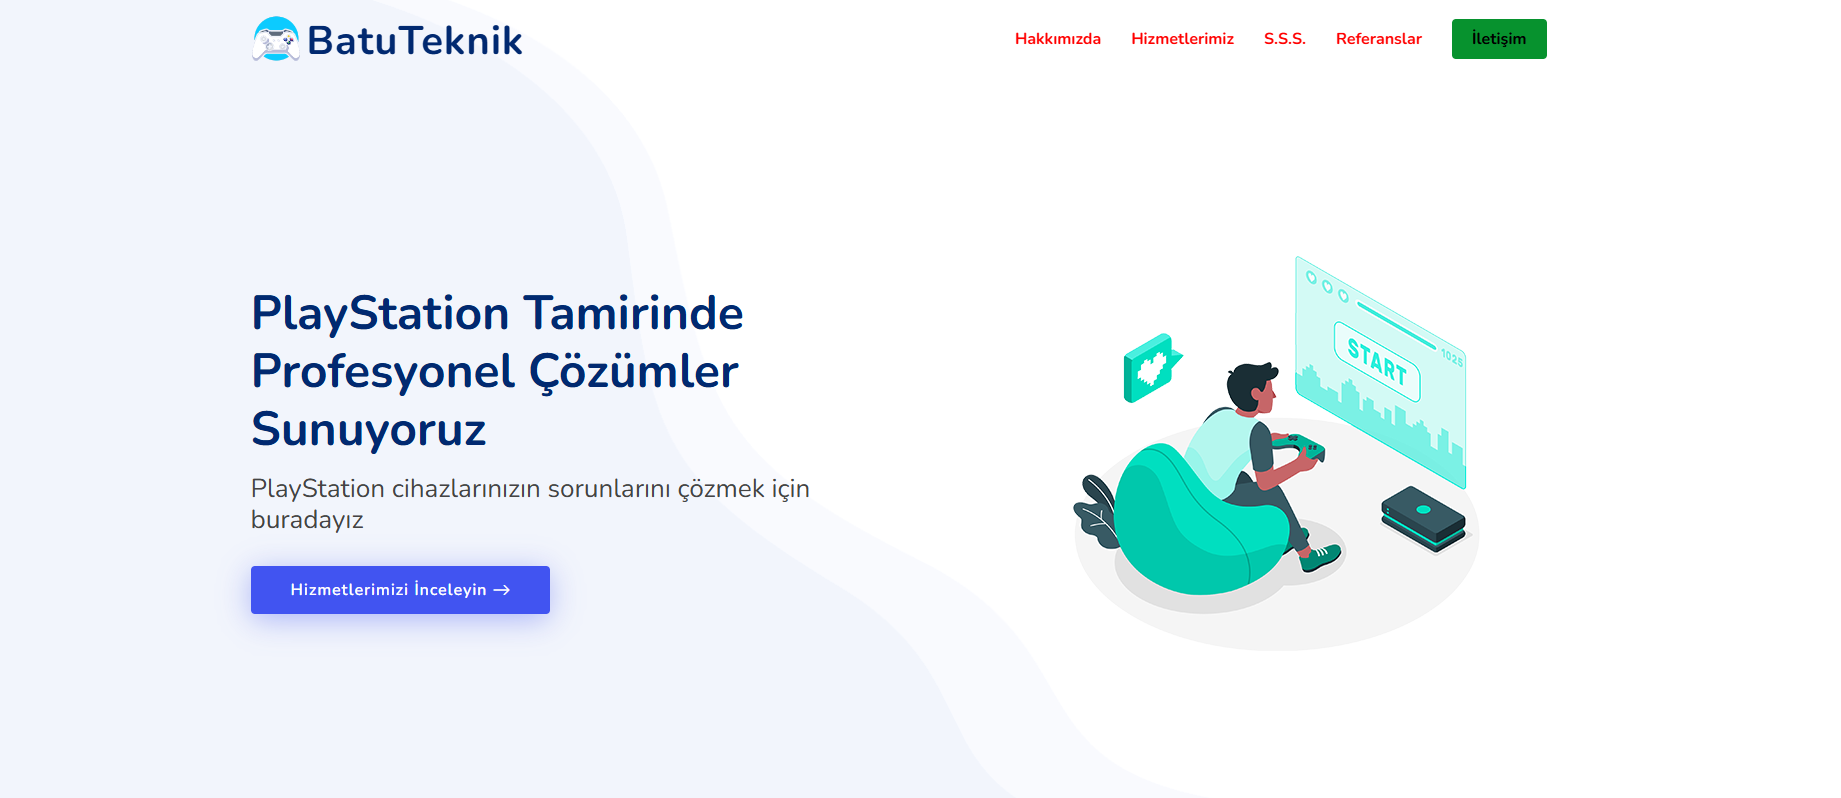 BatuTeknik
Hakkımızda
Hizmetlerimiz
S.S.S.
Referanslar
İletişim
PlayStation Tamirinde
Profesyonel Çözümler
Sunuyoruz
PlayStation cihazlarınızın sorunlarını çözmek için
buradayız
Hizmetlerimizi İnceleyin →
1025
START